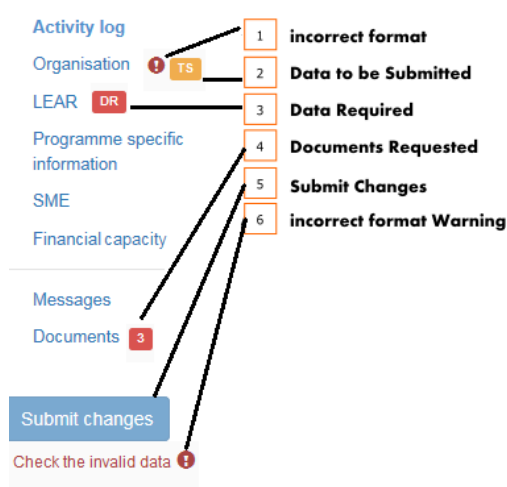 Activity log
1 incorrect format
Organisation ! TS
2 Data to be Submitted
LEAR DR
3 Data Required
Programme specific
information
4 Documents Requested
SME
5 Submit Changes
Financial capacity
6 incorrect format Warning
Messages
Documents 3
Submit changes
Check the invalid data !